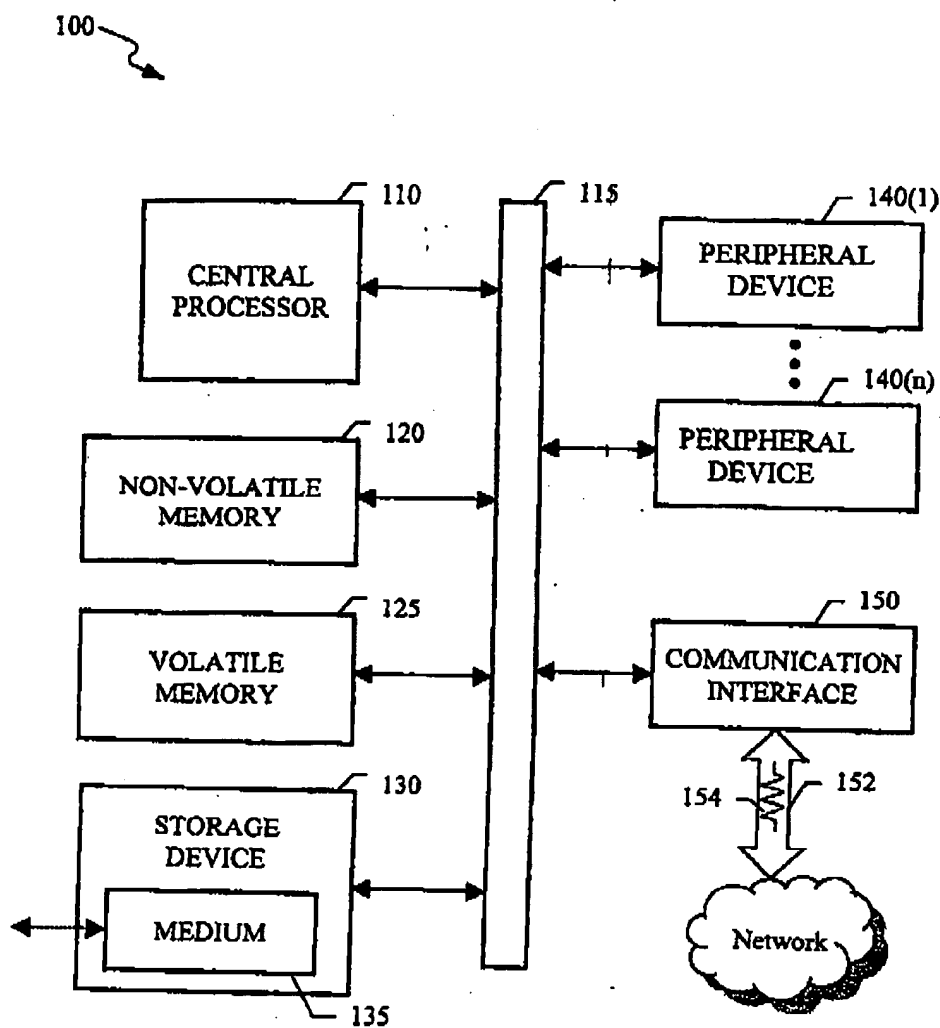 100
110
CENTRAL
PROCESSOR
115
140(1)
PERIPHERAL
DEVICE
140(n)
PERIPHERAL
DEVICE
120
NON-VOLATILE
MEMORY
125
VOLATILE
MEMORY
150
COMMUNICATION
INTERFACE
130
STORAGE
DEVICE
MEDIUM
135
154
152
Network